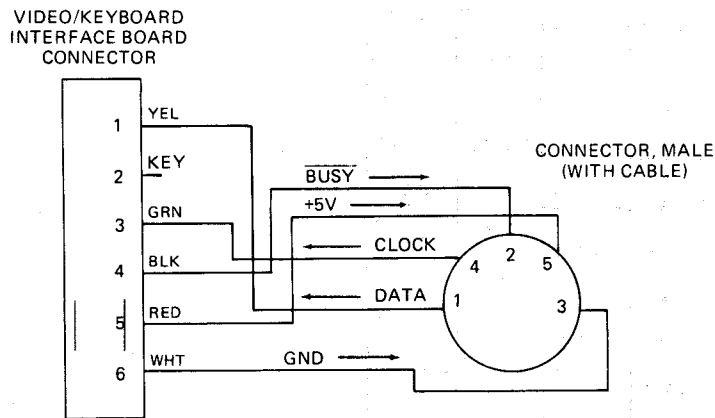 VIDEO/KEYBOARD
INTERFACE BOARD
CONNECTOR
1 YEL
2 KEY
3 GRN
4 BLK
5 RED
6 WHT
BUSY
+5V
CLOCK
DATA
GND
CONNECTOR, MALE
(WITH CABLE)
4 2 5
1 3